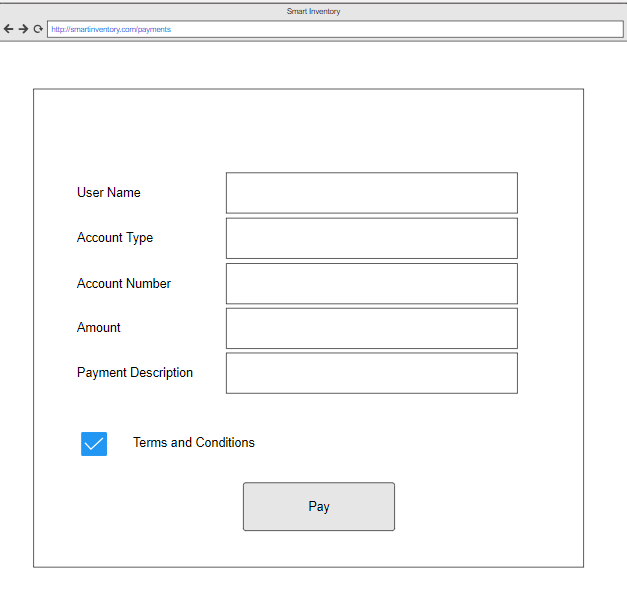 Smart Inventory
http://smartinventory.com/payments
User Name
Account Type
Account Number
Amount
Payment Description
Terms and Conditions
Pay